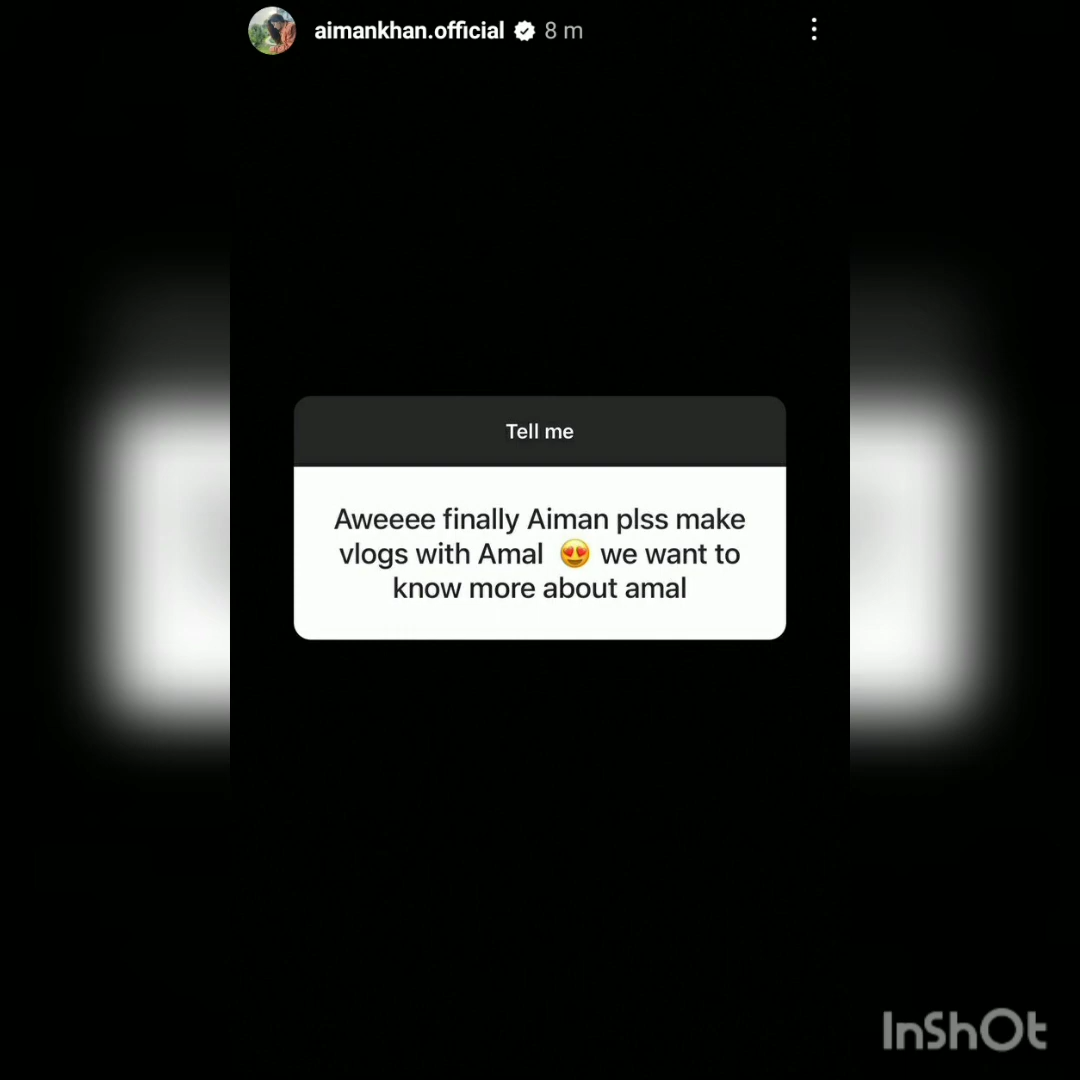 aimankhan.official 8 m
Tell me
Aweeee finally Aiman plss make
vlogs with Amal 😍 we want to
know more about amal
InShOt